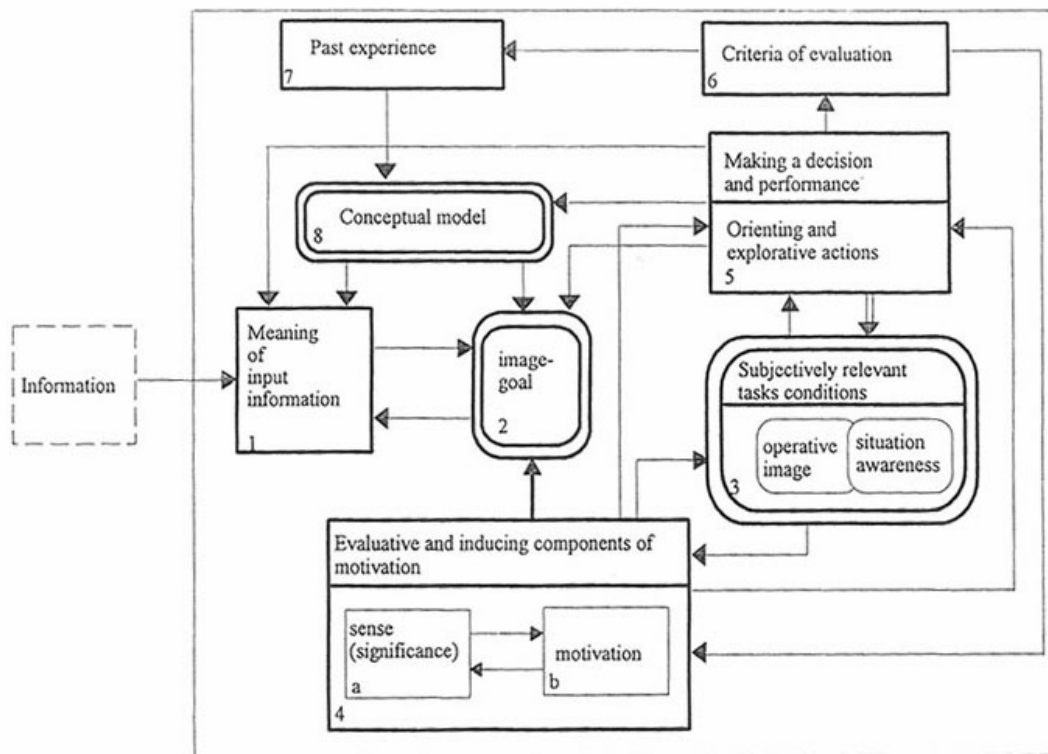 Past experience
7
Criteria of evaluation
6
Making a decision
and performance
Orienting and
explorative actions
5
Conceptual model
8
Information
Meaning
of
input
information
1
image-
goal
2
Subjectively relevant
tasks conditions
operative
image
situation
awareness
3
Evaluative and inducing components of
motivation
sense
(significance)
a
motivation
b
4